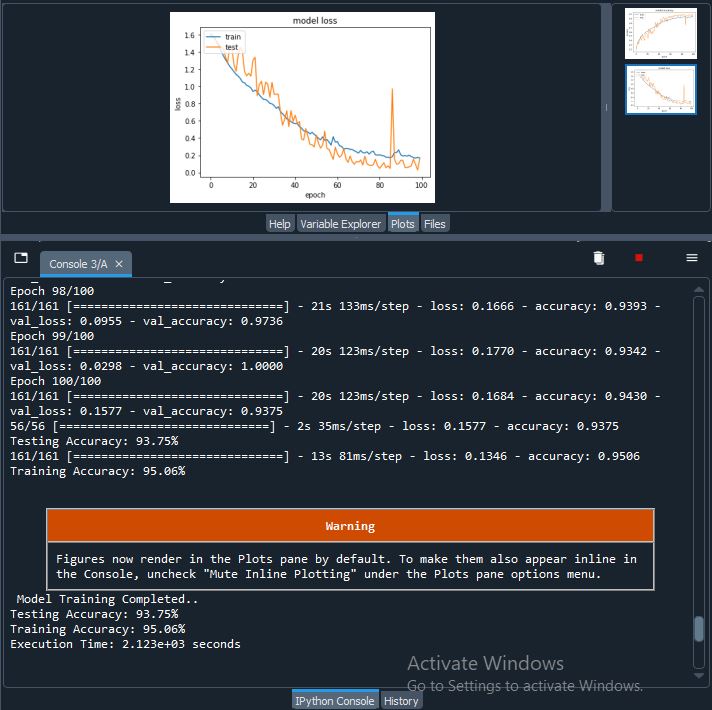 model loss
train
test
1.6
1.4
1.2
1.0
0.8
0.6
0.4
0.2
0.0
loss
0 20 40 60 80 100
epoch
Help Variable Explorer Plots Files
Console 3/A
Epoch 98/100
161/161 [==============================] - 21s 133ms/step - loss: 0.1666 - accuracy: 0.9393 -
val_loss: 0.0955 - val_accuracy: 0.9736
Epoch 99/100
161/161 [==============================] - 20s 123ms/step - loss: 0.1770 - accuracy: 0.9342 -
val_loss: 0.0298 - val_accuracy: 1.0000
Epoch 100/100
161/161 [==============================] - 20s 123ms/step - loss: 0.1684 - accuracy: 0.9430 -
val_loss: 0.1577 - val_accuracy: 0.9375
56/56 [==============================] - 2s 35ms/step - loss: 0.1577 - accuracy: 0.9375
Testing Accuracy: 93.75%
161/161 [==============================] - 13s 81ms/step - loss: 0.1346 - accuracy: 0.9506
Training Accuracy: 95.06%
Warning
Figures now render in the Plots pane by default. To make them also appear inline in
the Console, uncheck "Mute Inline Plotting" under the Plots pane options menu.
Model Training Completed..
Testing Accuracy: 93.75%
Training Accuracy: 95.06%
Execution Time: 2.123e+03 seconds
Activate Windows
Go to Settings to activate Windows.
IPython Console History